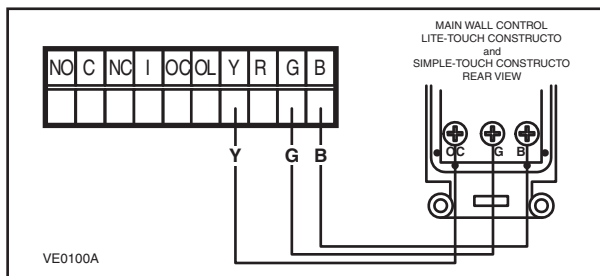 MAIN WALL CONTROL
LITE-TOUCH CONSTRUCTO
and
SIMPLE-TOUCH CONSTRUCTO
REAR VIEW
NO C NC I OC OL Y R G B
OC G B
Y G B
VE0100A